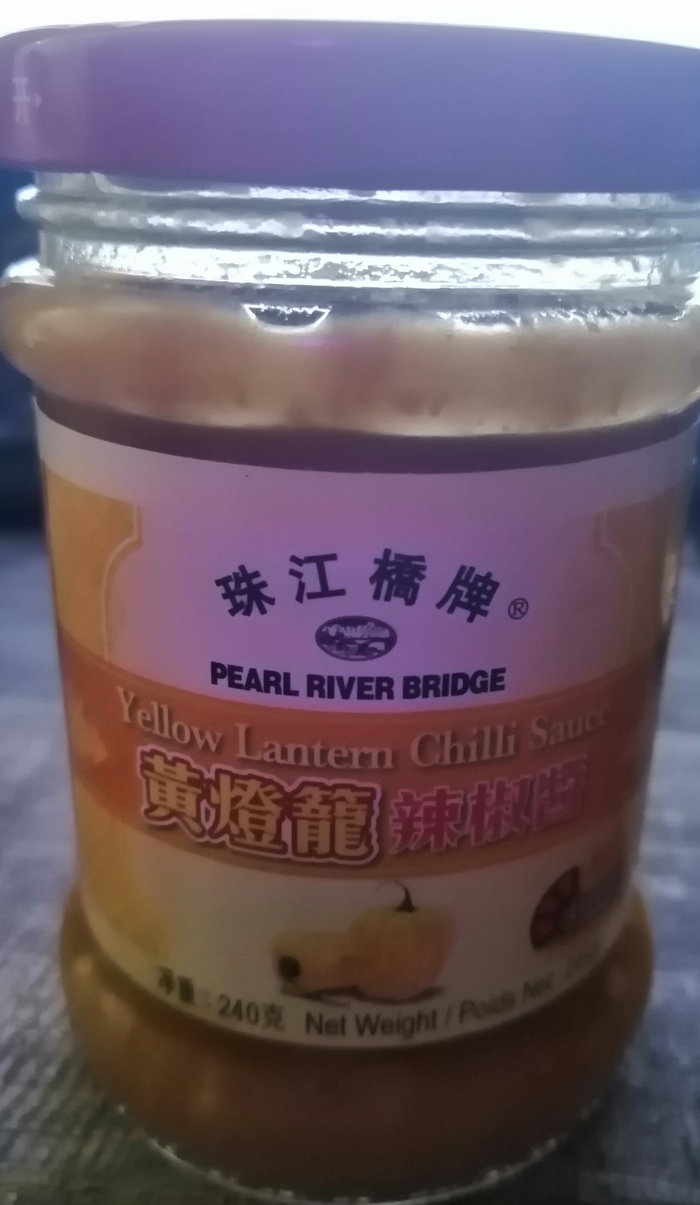 珠江橋牌®
PEARL RIVER BRIDGE
Yellow Lantern Chilli Sauce
黃燈籠辣椒醬
淨重：240克 Net Weight / Poids Net